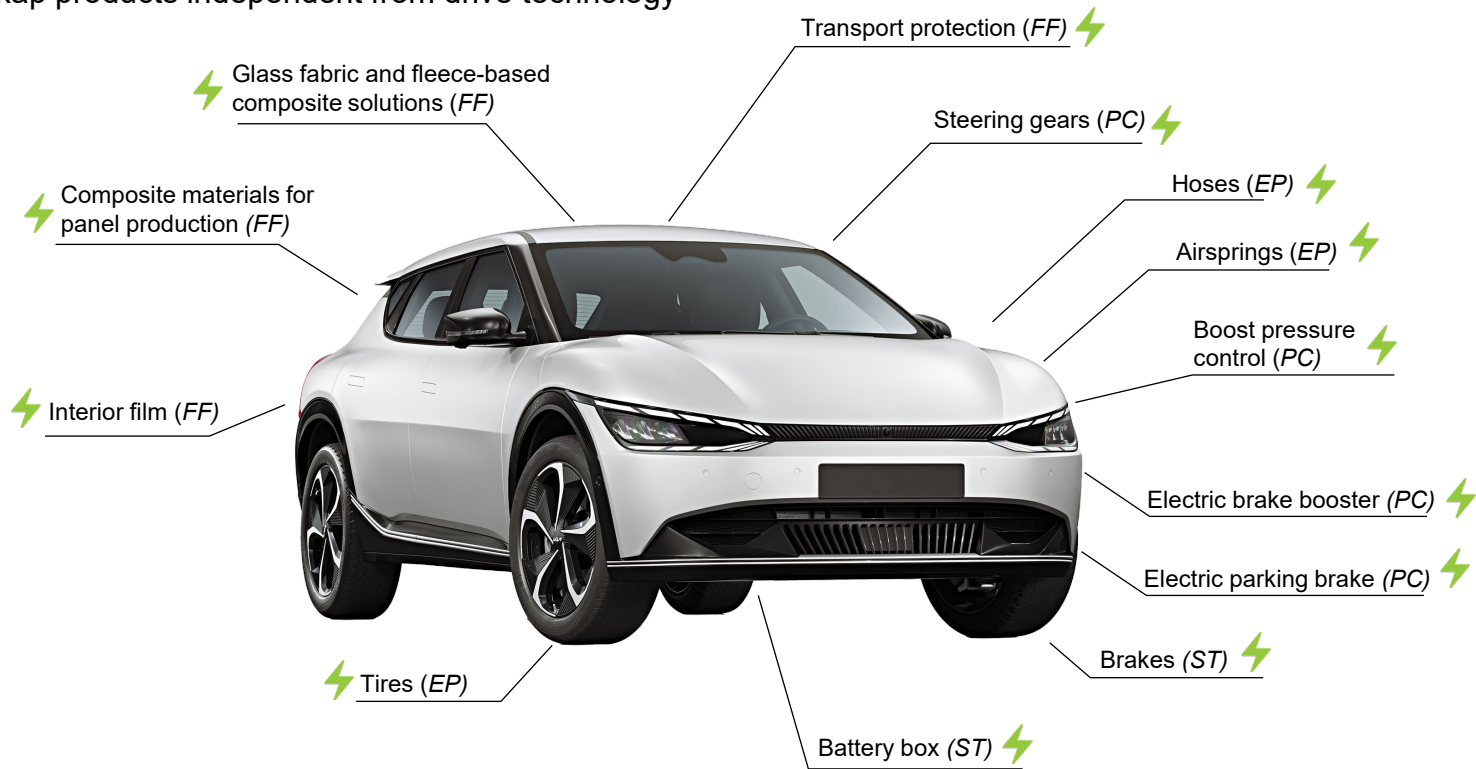 products independent from drive technology
Transport protection (FF)
Glass fabric and fleece-based
composite solutions (FF)
Steering gears (PC)
Hoses (EP)
Composite materials for
panel production (FF)
Airsprings (EP)
Boost pressure
control (PC)
Interior film (FF)
Electric brake booster (PC)
Electric parking brake (PC)
Brakes (ST)
Tires (EP)
Battery box (ST)